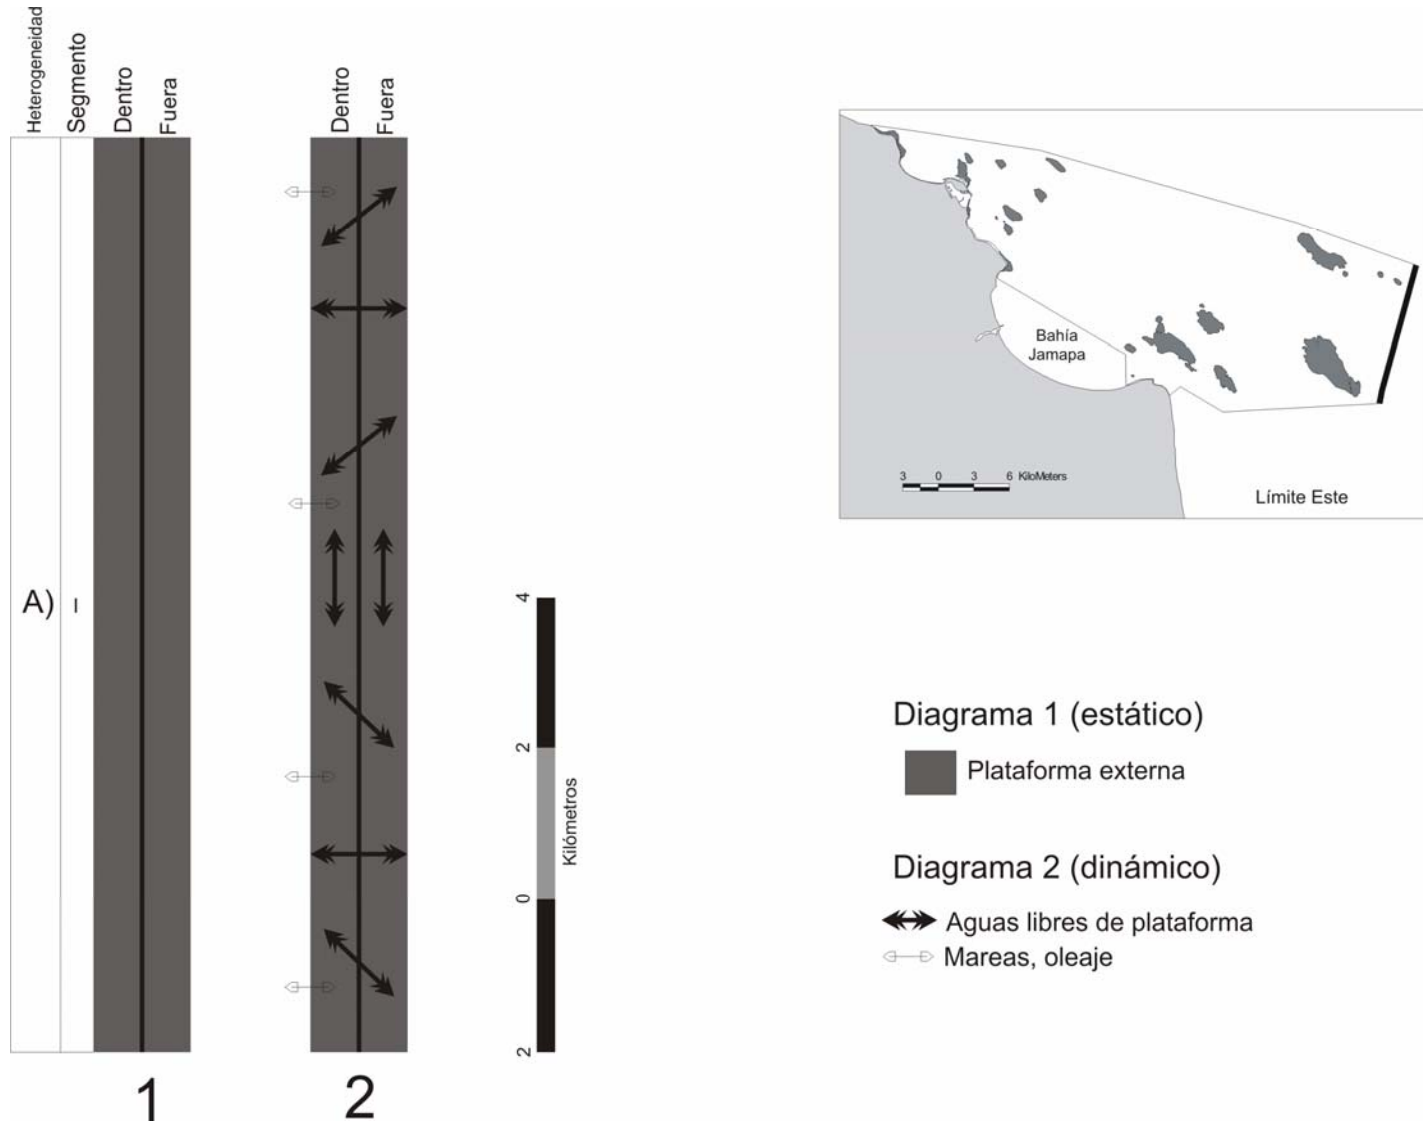 Heterogeneidad
Segmento
Dentro
Fuera
Dentro
Fuera
A)
I
1
2
4
2
0
2
Kilómetros
Bahía
Jamapa
3 0 3 6 KiloMeters
Límite Este
Diagrama 1 (estático)
Plataforma externa
Diagrama 2 (dinámico)
Aguas libres de plataforma
Mareas, oleaje